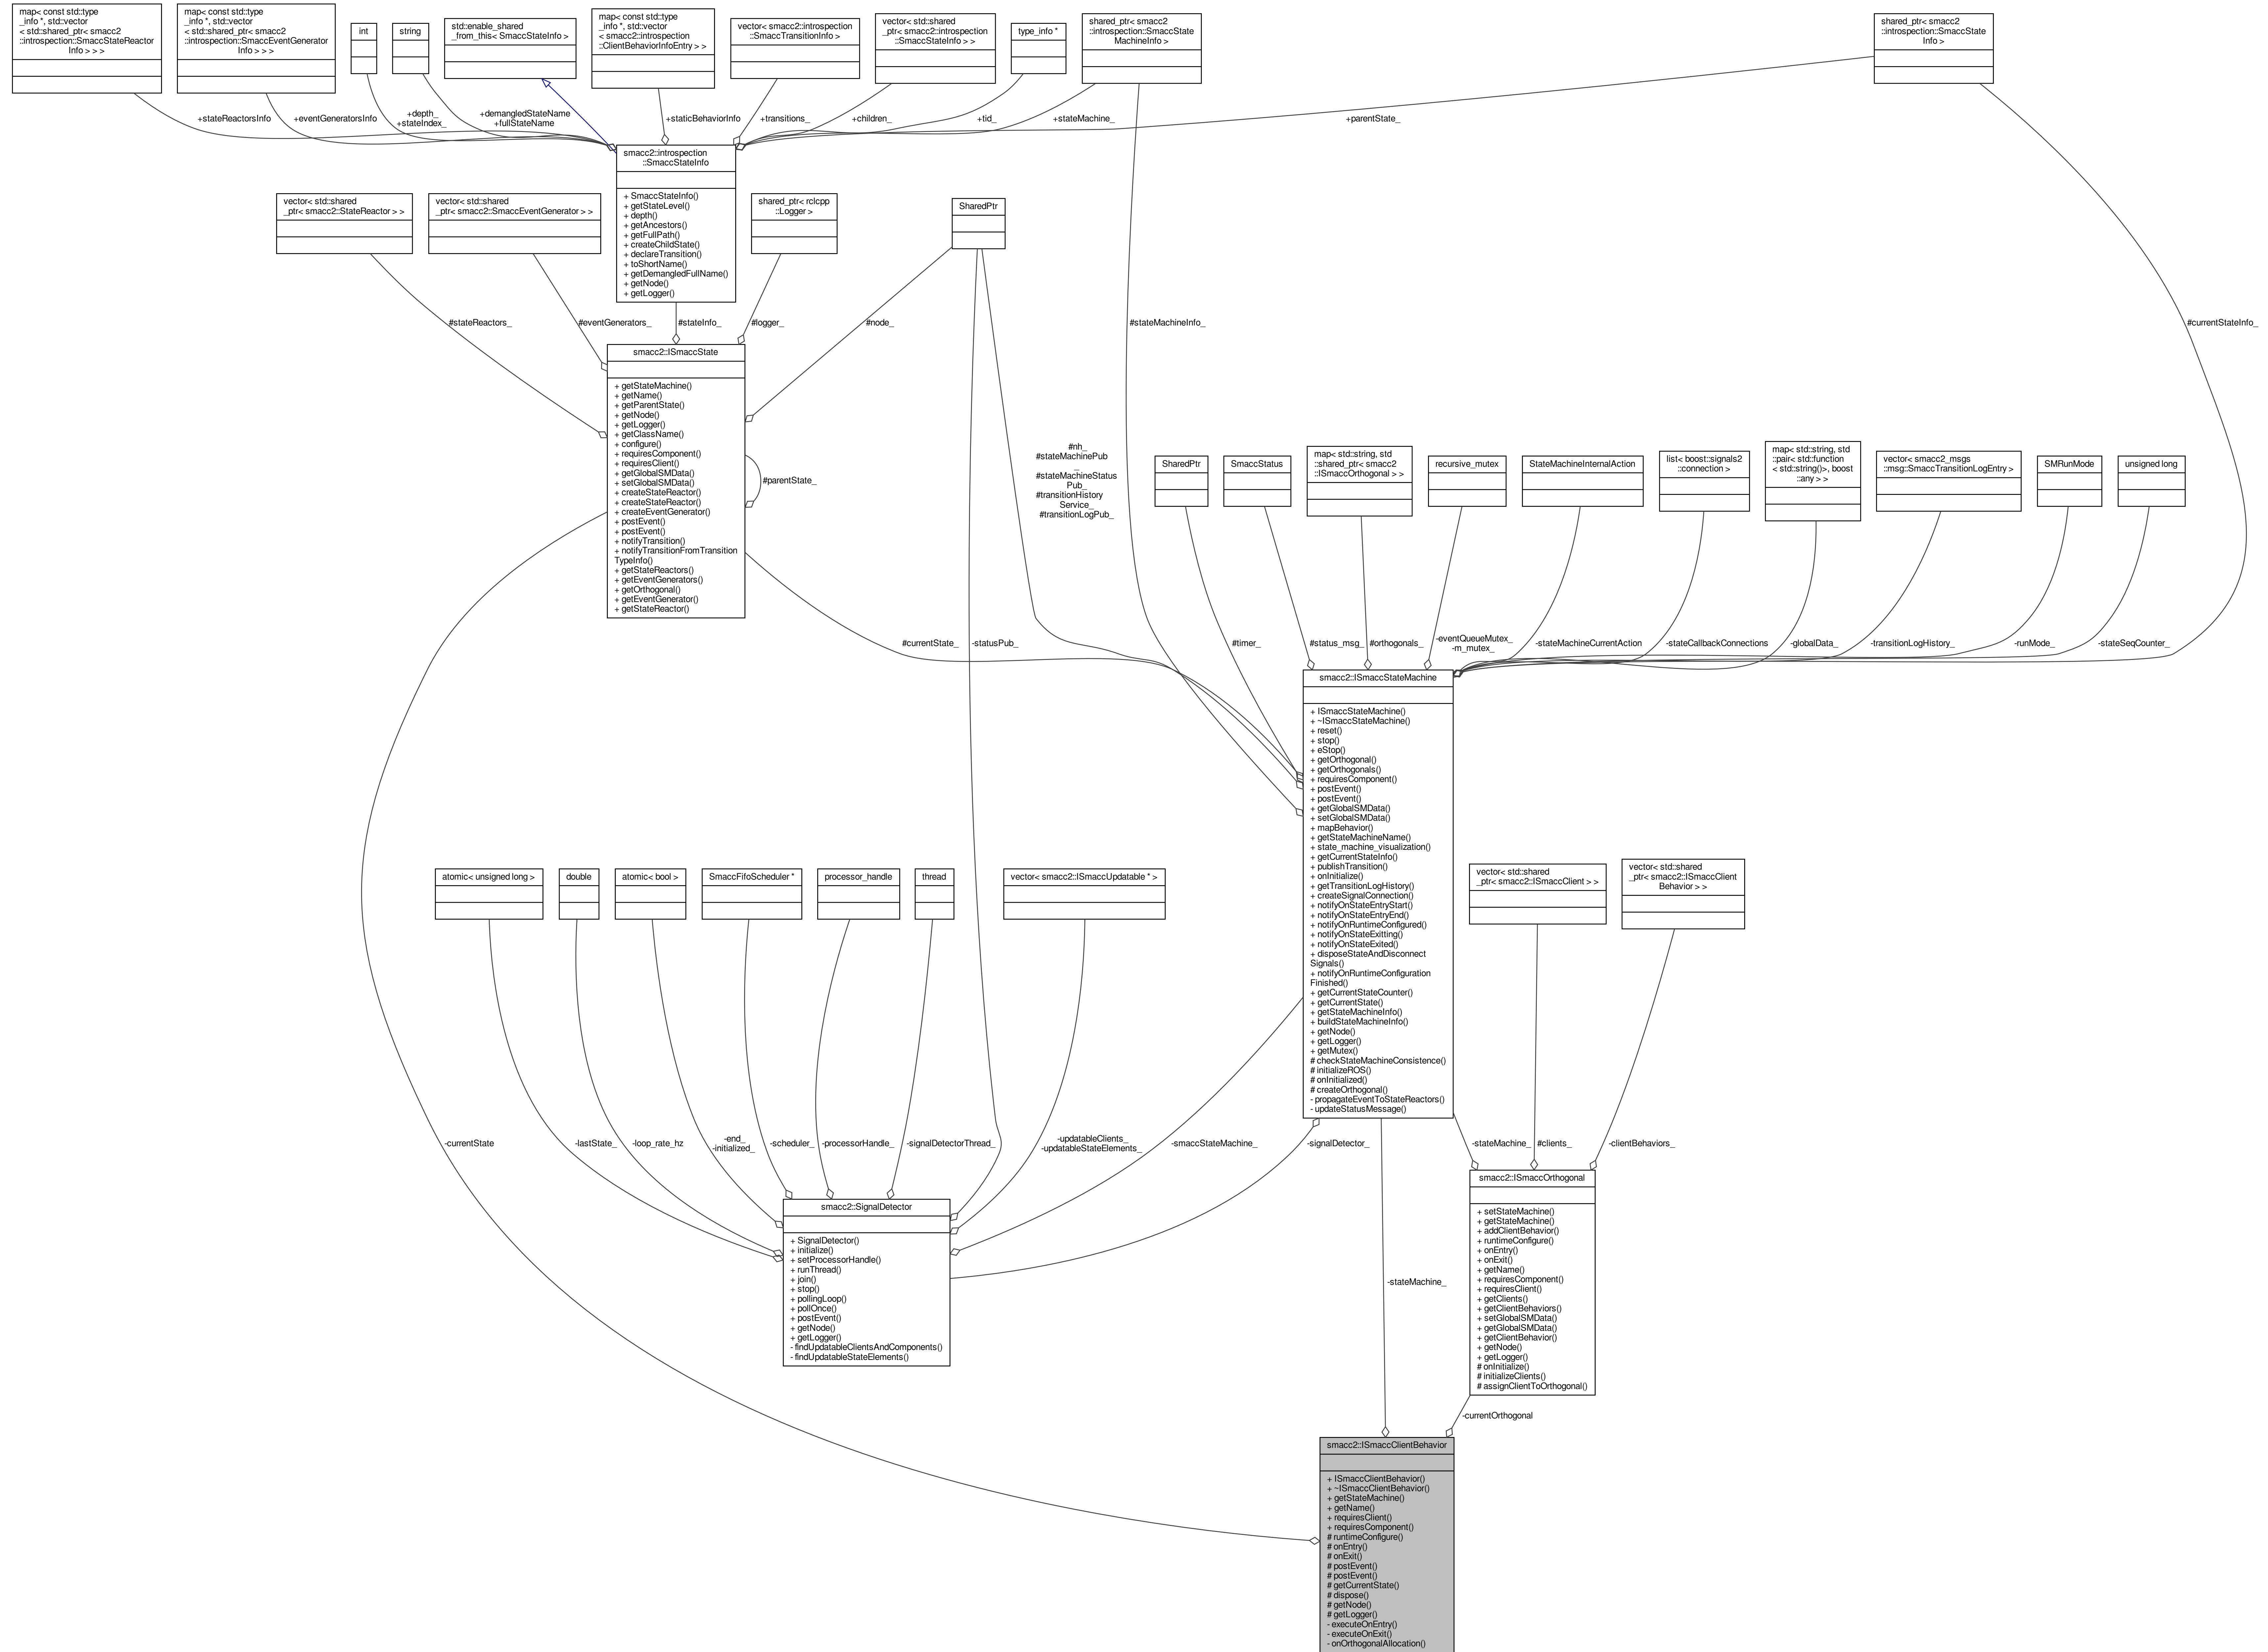 map< const std::type
_info *, std::vector
< std::shared_ptr< smacc2
::introspection::SmaccStateReactor
Info > > >
map< const std::type
_info *, std::vector
< std::shared_ptr< smacc2
::introspection::SmaccEventGenerator
Info > > >
int
string
std::enable_shared
_from_this< SmaccStateInfo >
map< const std::type
_info *, std::vector
< smacc2::introspection
::ClientBehaviorInfoEntry > >
vector< smacc2::introspection
::SmaccTransitionInfo >
vector< std::shared
_ptr< smacc2::introspection
::SmaccStateInfo > >
type_info *
shared_ptr< smacc2
::introspection::SmaccState
MachineInfo >
shared_ptr< smacc2
::introspection::SmaccState
Info >
+stateReactorsInfo
+eventGeneratorsInfo
+depth_
+stateIndex_
+demangledStateName
+fullStateName
+staticBehaviorInfo
+transitions_
+children_
+tid_
+stateMachine_
+parentState_
smacc2::introspection
::SmaccStateInfo
+ SmaccStateInfo()
+ getStateLevel()
+ depth()
+ getAncestors()
+ getFullPath()
+ createChildState()
+ declareTransition()
+ toShortName()
+ getDemangledFullName()
+ getNode()
+ getLogger()
vector< std::shared
_ptr< smacc2::StateReactor > >
vector< std::shared
_ptr< smacc2::SmaccEventGenerator > >
shared_ptr< rclcpp
::Logger >
SharedPtr
#stateReactors_
#eventGenerators_
#stateInfo_
#logger_
#node_
#stateMachineInfo_
#currentStateInfo_
smacc2::ISmaccState
+ getStateMachine()
+ getName()
+ getParentState()
+ getNode()
+ getLogger()
+ getClassName()
+ configure()
+ requiresComponent()
+ requiresClient()
+ getGlobalSMData()
+ setGlobalSMData()
+ createStateReactor()
+ createStateReactor()
+ createEventGenerator()
+ postEvent()
+ postEvent()
+ notifyTransition()
+ notifyTransitionFromTransition
TypeInfo()
+ getStateReactors()
+ getEventGenerators()
+ getOrthogonal()
+ getEventGenerator()
+ getStateReactor()
#parentState_
#nh_
#stateMachinePub
_
#stateMachineStatus
Pub_
#transitionHistory
Service_
#transitionLogPub_
SharedPtr
SmaccStatus
map< std::string, std
::shared_ptr< smacc2
::ISmaccOrthogonal > >
recursive_mutex
StateMachineInternalAction
list< boost::signals2
::connection >
map< std::string, std
::pair< std::function
< std::string()>, boost
::any > >
vector< smacc2_msgs
::msg::SmaccTransitionLogEntry >
SMRunMode
unsigned long
#currentState_
-statusPub_
#timer_
#status_msg_
#orthogonals_
-eventQueueMutex_
-m_mutex_
-stateMachineCurrentAction
-stateCallbackConnections
-globalData_
-transitionLogHistory_
-runMode_
-stateSeqCounter_
smacc2::ISmaccStateMachine
+ ISmaccStateMachine()
+ ~ISmaccStateMachine()
+ reset()
+ stop()
+ eStop()
+ getOrthogonal()
+ getOrthogonals()
+ requiresComponent()
+ postEvent()
+ postEvent()
+ getGlobalSMData()
+ setGlobalSMData()
+ mapBehavior()
+ getStateMachineName()
+ state_machine_visualization()
+ getCurrentStateInfo()
+ publishTransition()
+ onInitialize()
+ getTransitionLogHistory()
+ createSignalConnection()
+ notifyOnStateEntryStart()
+ notifyOnStateEntryEnd()
+ notifyOnRuntimeConfigured()
+ notifyOnStateExitting()
+ notifyOnStateExited()
+ disposeStateAndDisconnect
Signals()
+ notifyOnRuntimeConfiguration
Finished()
+ getCurrentStateCounter()
+ getCurrentState()
+ getStateMachineInfo()
+ buildStateMachineInfo()
+ getNode()
+ getLogger()
+ getMutex()
# checkStateMachineConsistence()
# initializeROS()
# onInitialized()
# createOrthogonal()
- propagateEventToStateReactors()
- updateStatusMessage()
atomic< unsigned long >
double
atomic< bool >
SmaccFifoScheduler *
processor_handle
thread
vector< smacc2::ISmaccUpdatable * >
vector< std::shared
_ptr< smacc2::ISmaccClient > >
vector< std::shared
_ptr< smacc2::ISmaccClient
Behavior > >
-currentState
-lastState_
-loop_rate_hz
-end_
-initialized_
-scheduler_
-processorHandle_
-signalDetectorThread_
-updatableClients_
-updatableStateElements_
-smaccStateMachine_
-signalDetector_
-stateMachine_
#clients_
-clientBehaviors_
smacc2::SignalDetector
+ SignalDetector()
+ initialize()
+ setProcessorHandle()
+ runThread()
+ join()
+ stop()
+ pollingLoop()
+ pollOnce()
+ postEvent()
+ getNode()
+ getLogger()
- findUpdatableClientsAndComponents()
- findUpdatableStateElements()
smacc2::ISmaccOrthogonal
+ setStateMachine()
+ getStateMachine()
+ addClientBehavior()
+ runtimeConfigure()
+ onEntry()
+ onExit()
+ getName()
+ requiresComponent()
+ requiresClient()
+ getClients()
+ getClientBehaviors()
+ setGlobalSMData()
+ getGlobalSMData()
+ getClientBehavior()
+ getNode()
+ getLogger()
# onInitialize()
# initializeClients()
# assignClientToOrthogonal()
-stateMachine_
-currentOrthogonal
smacc2::ISmaccClientBehavior
+ ISmaccClientBehavior()
+ ~ISmaccClientBehavior()
+ getStateMachine()
+ getName()
+ requiresClient()
+ requiresComponent()
# runtimeConfigure()
# onEntry()
# onExit()
# postEvent()
# postEvent()
# getCurrentState()
# dispose()
# getNode()
# getLogger()
- executeOnEntry()
- executeOnExit()
- onOrthogonalAllocation()